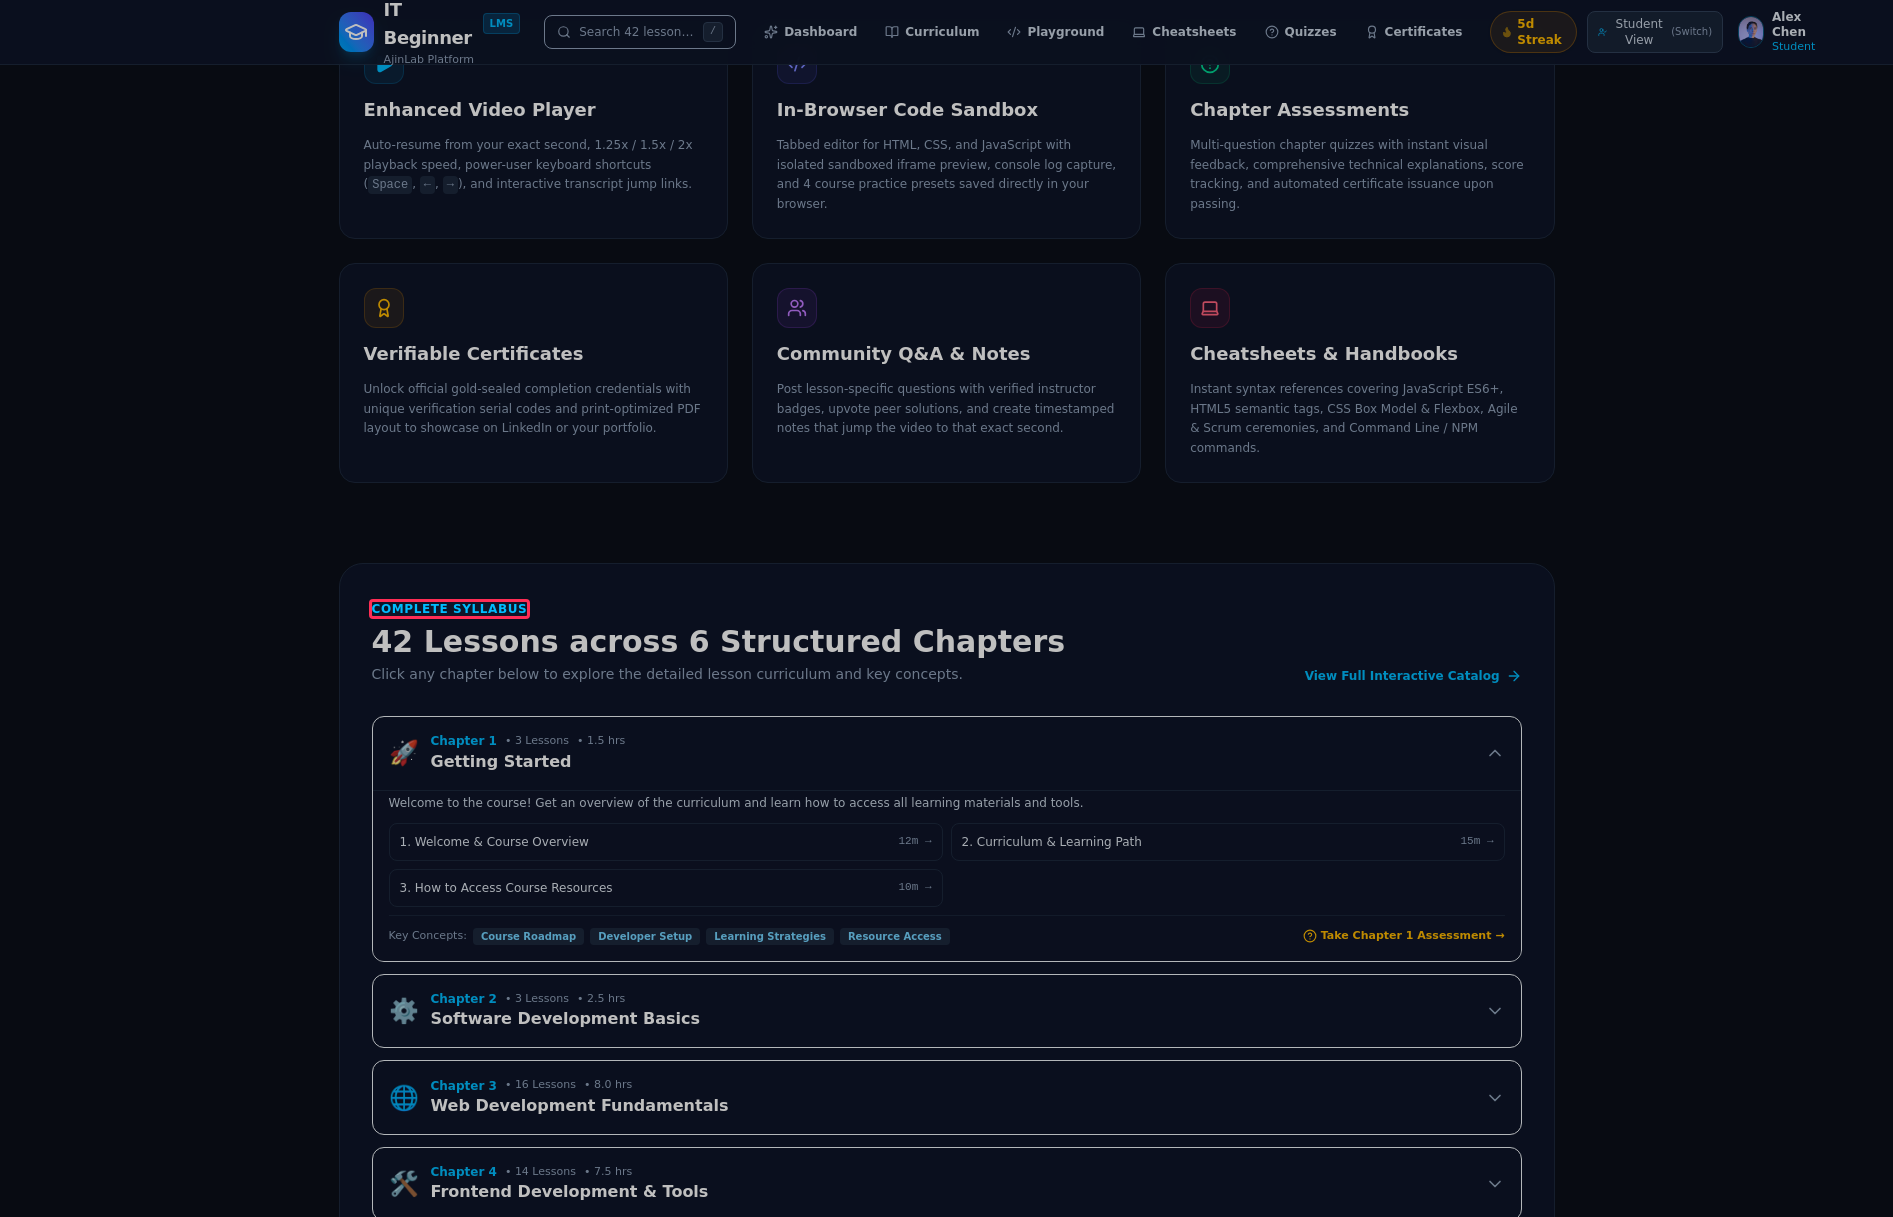 IT
Beginner
LMS
AjinLab Platform
Search 42 lesson...
/
Dashboard
Curriculum
Playground
Cheatsheets
Quizzes
Certificates
5d
Streak
Student
View
(Switch)
Alex
Chen
Student
Enhanced Video Player
Auto-resume from your exact second, 1.25x / 1.5x / 2x
playback speed, power-user keyboard shortcuts
(Space, ←, →), and interactive transcript jump links.
In-Browser Code Sandbox
Tabbed editor for HTML, CSS, and JavaScript with
isolated sandboxed iframe preview, console log capture,
and 4 course practice presets saved directly in your
browser.
Chapter Assessments
Multi-question chapter quizzes with instant visual
feedback, comprehensive technical explanations, score
tracking, and automated certificate issuance upon
passing.
Verifiable Certificates
Unlock official gold-sealed completion credentials with
unique verification serial codes and print-optimized PDF
layout to showcase on LinkedIn or your portfolio.
Community Q&A & Notes
Post lesson-specific questions with verified instructor
badges, upvote peer solutions, and create timestamped
notes that jump the video to that exact second.
Cheatsheets & Handbooks
Instant syntax references covering JavaScript ES6+,
HTML5 semantic tags, CSS Box Model & Flexbox, Agile
& Scrum ceremonies, and Command Line / NPM
commands.
COMPLETE SYLLABUS
42 Lessons across 6 Structured Chapters
Click any chapter below to explore the detailed lesson curriculum and key concepts.
View Full Interactive Catalog →
Chapter 1 • 3 Lessons • 1.5 hrs
Getting Started
Welcome to the course! Get an overview of the curriculum and learn how to access all learning materials and tools.
1. Welcome & Course Overview 12m →
2. Curriculum & Learning Path 15m →
3. How to Access Course Resources 10m →
Key Concepts: Course Roadmap Developer Setup Learning Strategies Resource Access
Take Chapter 1 Assessment →
Chapter 2 • 3 Lessons • 2.5 hrs
Software Development Basics
Chapter 3 • 16 Lessons • 8.0 hrs
Web Development Fundamentals
Chapter 4 • 14 Lessons • 7.5 hrs
Frontend Development & Tools